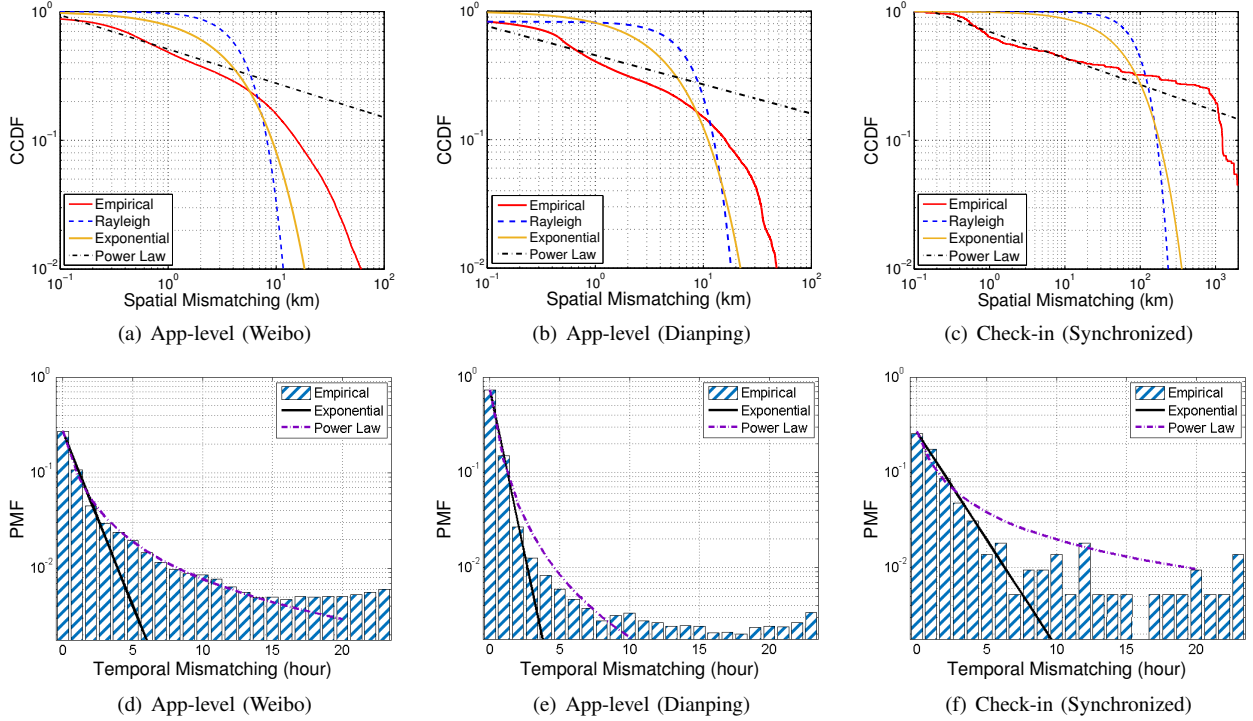 10^0
10^-1
10^-2
CCDF
Empirical
Rayleigh
Exponential
Power Law
10^-1
10^0
10^1
10^2
Spatial Mismatching (km)
(a) App-level (Weibo)
10^0
10^-1
10^-2
CCDF
Empirical
Rayleigh
Exponential
Power Law
10^-1
10^0
10^1
10^2
Spatial Mismatching (km)
(b) App-level (Dianping)
10^0
10^-1
10^-2
CCDF
Empirical
Rayleigh
Exponential
Power Law
10^-1
10^0
10^1
10^2
10^3
Spatial Mismatching (km)
(c) Check-in (Synchronized)
10^0
10^-1
10^-2
PMF
Empirical
Exponential
Power Law
0 5 10 15 20
Temporal Mismatching (hour)
(d) App-level (Weibo)
10^0
10^-1
10^-2
PMF
Empirical
Exponential
Power Law
0 5 10 15 20
Temporal Mismatching (hour)
(e) App-level (Dianping)
10^0
10^-1
10^-2
PMF
Empirical
Exponential
Power Law
0 5 10 15 20
Temporal Mismatching (hour)
(f) Check-in (Synchronized)